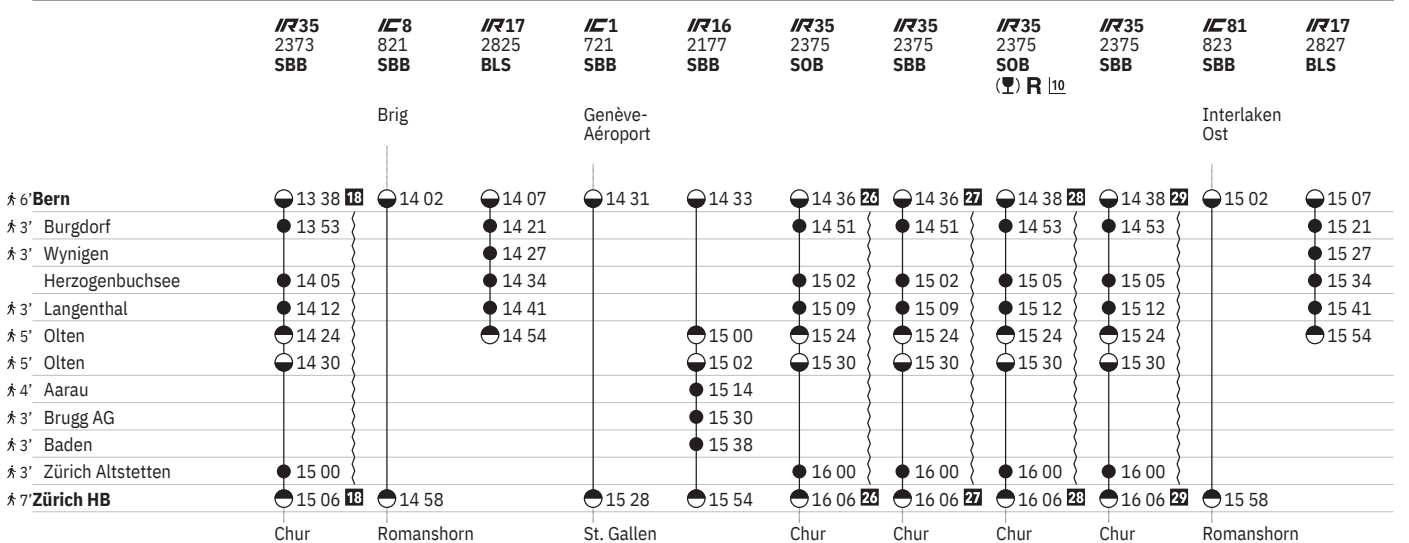 IR35 IC8 IR17 IC1 IR16 IR35 IR35 IR35 IR35 IC81 IR17
2373 821 2825 721 2177 2375 2375 2375 2375 823 2827
SBB SBB BLS SBB SBB SOB SBB SOB SBB SBB BLS
( ) R 10
Brig Genève- Interlaken
Aéroport Ost
6’ Bern 13 38 18 14 02 14 07 14 31 14 33 14 36 26 14 36 27 14 38 28 14 38 29 15 02 15 07
3’ Burgdorf 13 53 14 21 14 51 14 51 14 53 14 53 15 21
3’ Wynigen 14 27 15 27
Herzogenbuchsee 14 05 14 34 15 02 15 02 15 05 15 05 15 34
3’ Langenthal 14 12 14 41 15 09 15 09 15 12 15 12 15 41
5’ Olten 14 24 14 54 15 00 15 24 15 24 15 24 15 24 15 54
5’ Olten 14 30 15 02 15 30 15 30 15 30 15 30
4’ Aarau 15 14
3’ Brugg AG 15 30
3’ Baden 15 38
3’ Zürich Altstetten 15 00 16 00 16 00 16 00 16 00
7’ Zürich HB 15 06 18 14 58 15 28 15 54 16 06 26 16 06 27 16 06 28 16 06 29 15 58
Chur Romanshorn St. Gallen Chur Chur Chur Chur Romanshorn